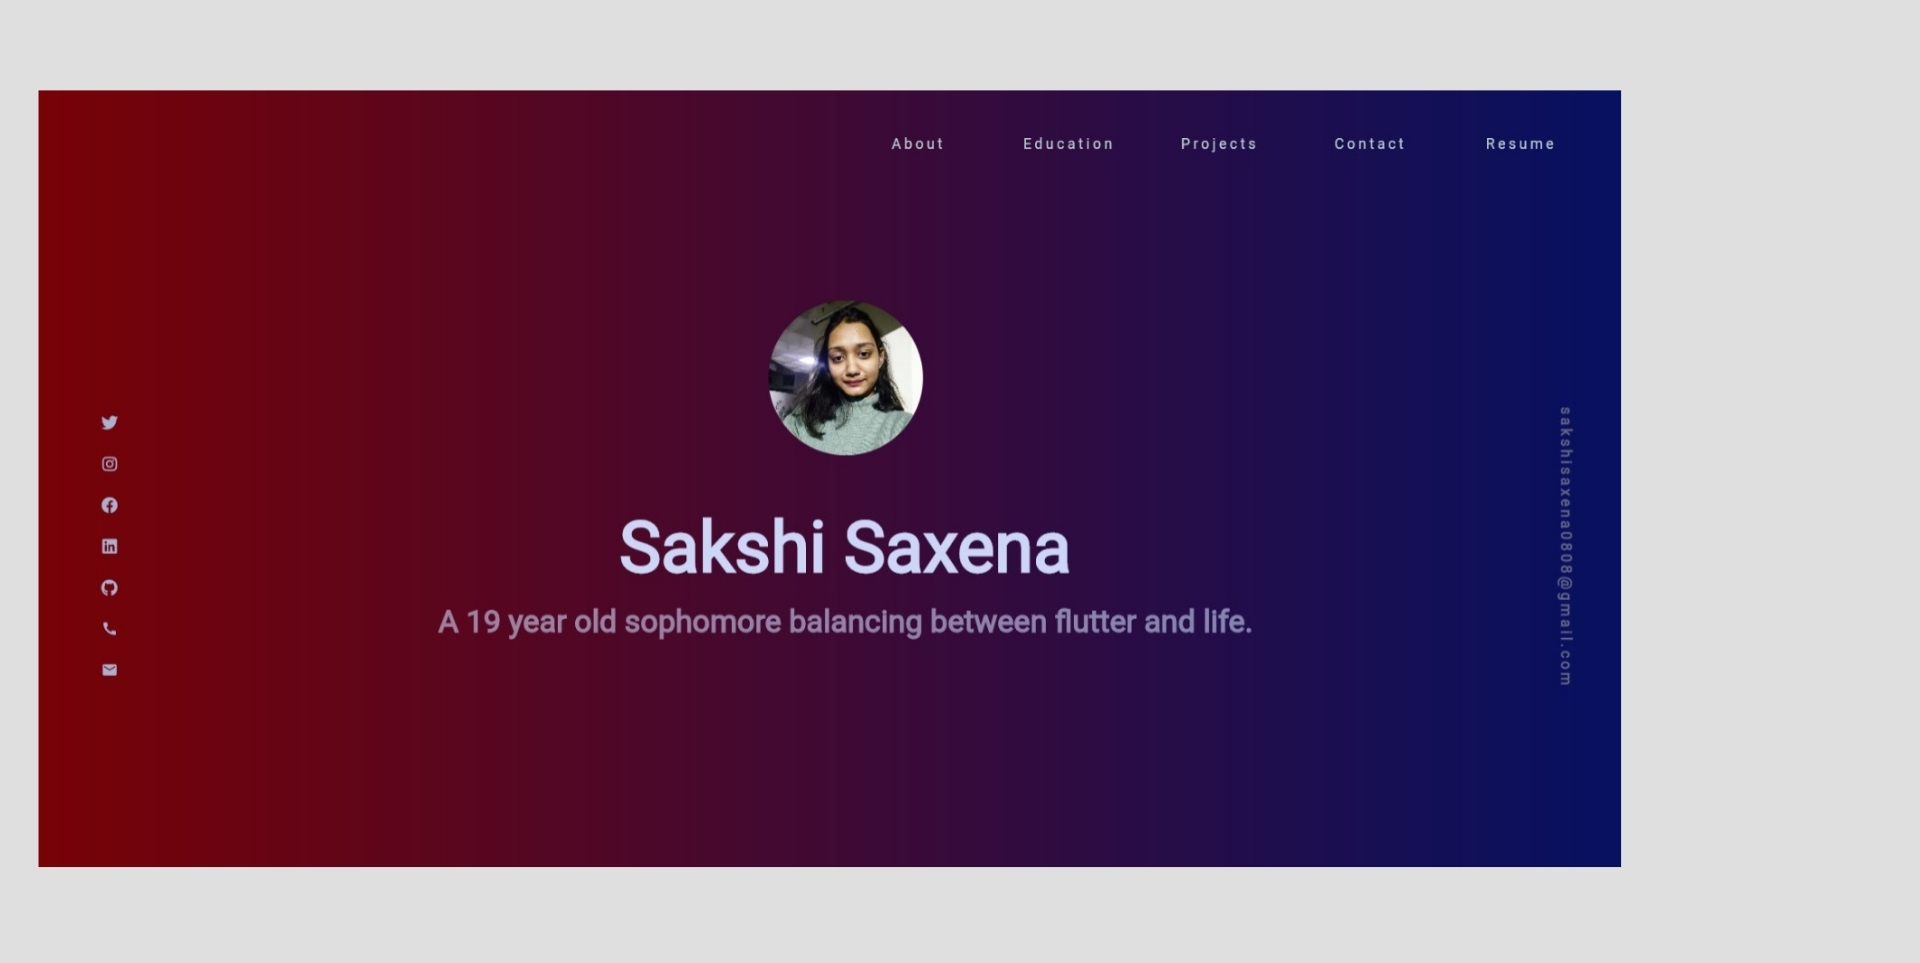 About Education Projects Contact Resume
Sakshi Saxena
A 19 year old sophomore balancing between flutter and life.
sakshisaxena0808@gmail.com